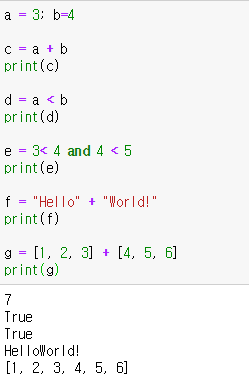 a = 3; b=4
c = a + b
print(c)
d = a < b
print(d)
e = 3< 4 and 4 < 5
print(e)
f = "Hello" + "World!"
print(f)
g = [1, 2, 3] + [4, 5, 6]
print(g)
7
True
True
HelloWorld!
[1, 2, 3, 4, 5, 6]